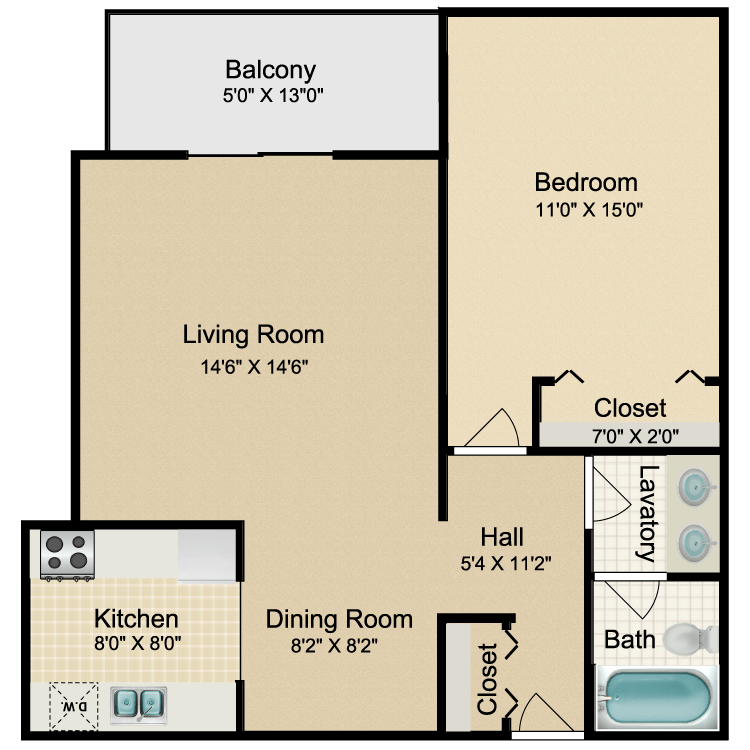 Balcony
5'0" X 13"0"
Bedroom
11'0" X 15'0"
Living Room
14'6" X 14'6"
Closet
7'0" X 2'0"
Lavatory
Hall
5'4 X 11'2"
Kitchen
8'0" X 8'0"
Dining Room
8'2" X 8'2"
Bath
Closet
D.W.